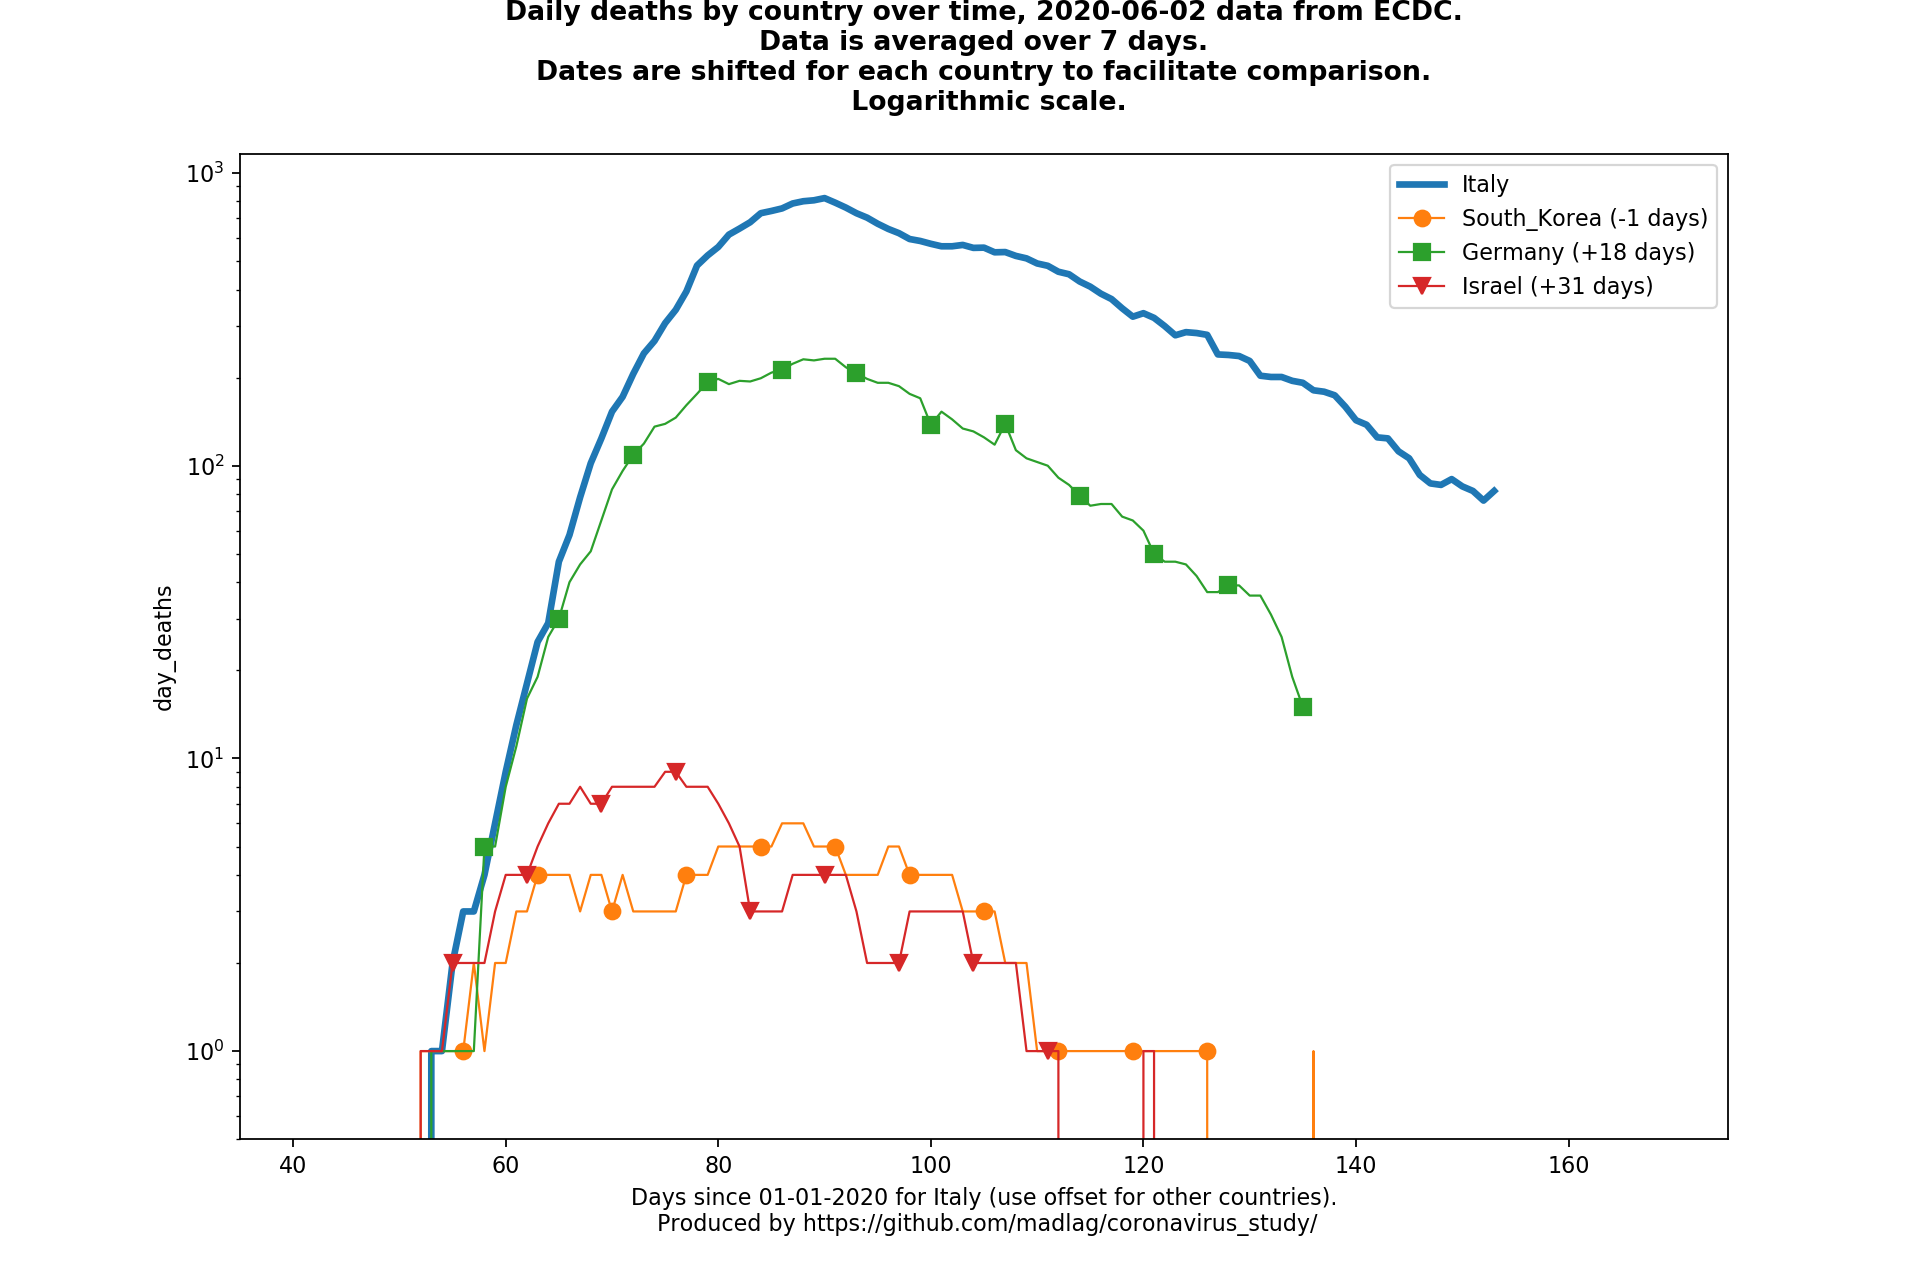 Daily deaths by country over time, 2020-06-02 data from ECDC.
Data is averaged over 7 days.
Dates are shifted for each country to facilitate comparison.
Logarithmic scale.
10³
10²
10¹
10⁰
day_deaths
Italy
South_Korea (-1 days)
Germany (+18 days)
Israel (+31 days)
40 60 80 100 120 140 160
Days since 01-01-2020 for Italy (use offset for other countries).
Produced by https://github.com/madlag/coronavirus_study/